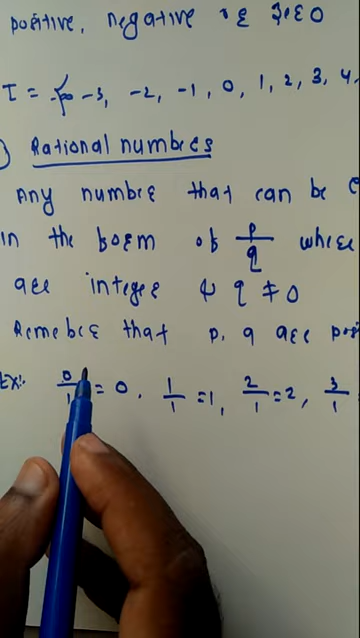 positive, negative & zero
I = {-∞ -3, -2, -1, 0, 1, 2, 3, 4,
) Rational numbers
Any number that can be e
in the form of p/q where
are integer & q ≠ 0
Remeber that p, q are posi
Ex:. 0/1 = 0, 1/1 = 1, 2/1 = 2, 3/1 =